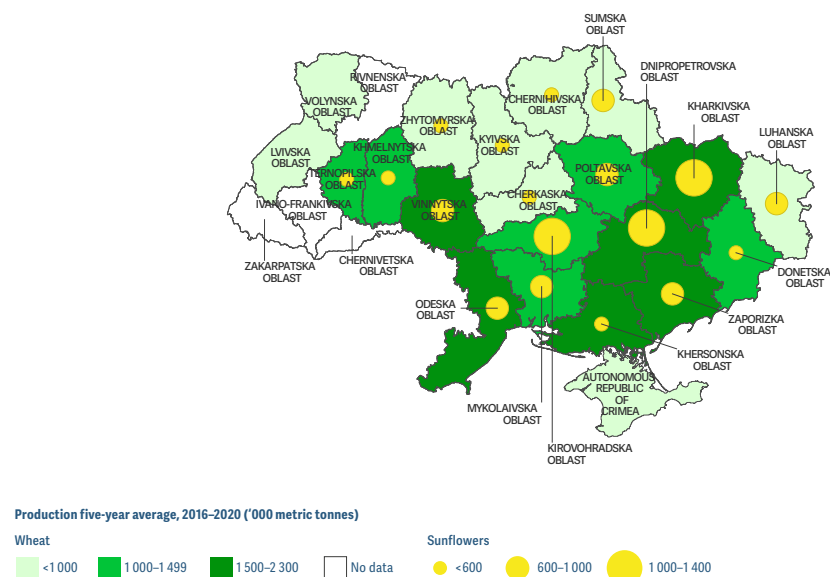 SUMSKA
OBLAST
DNIPROPETROVSKA
OBLAST
RIVNENSKA
OBLAST
KHARKIVSKA
OBLAST
VOLYNSKA
OBLAST
CHERNIHIVSKA
OBLAST
ZHYTOMYRSKA
OBLAST
LUHANSKA
OBLAST
KYIVSKA
OBLAST
LVIVSKA
OBLAST
KHMELNYTSKA
OBLAST
TERNOPILSKA
OBLAST
POLTAVSKA
OBLAST
IVANO-FRANKIVSKA
OBLAST
VINNYTSKA
OBLAST
CHERKASKA
OBLAST
ZAKARPATSKA
OBLAST
CHERNIVETSKA
OBLAST
DONETSKA
OBLAST
ODESKA
OBLAST
ZAPORIZKA
OBLAST
KHERSONSKA
OBLAST
AUTONOMOUS
REPUBLIC
OF
CRIMEA
MYKOLAIVSKA
OBLAST
KIROVOHRADSKA
OBLAST
Production five-year average, 2016–2020 ('000 metric tonnes)
Wheat
<1 000
1 000–1 499
1 500–2 300
No data
Sunflowers
<600
600–1 000
1 000–1 400